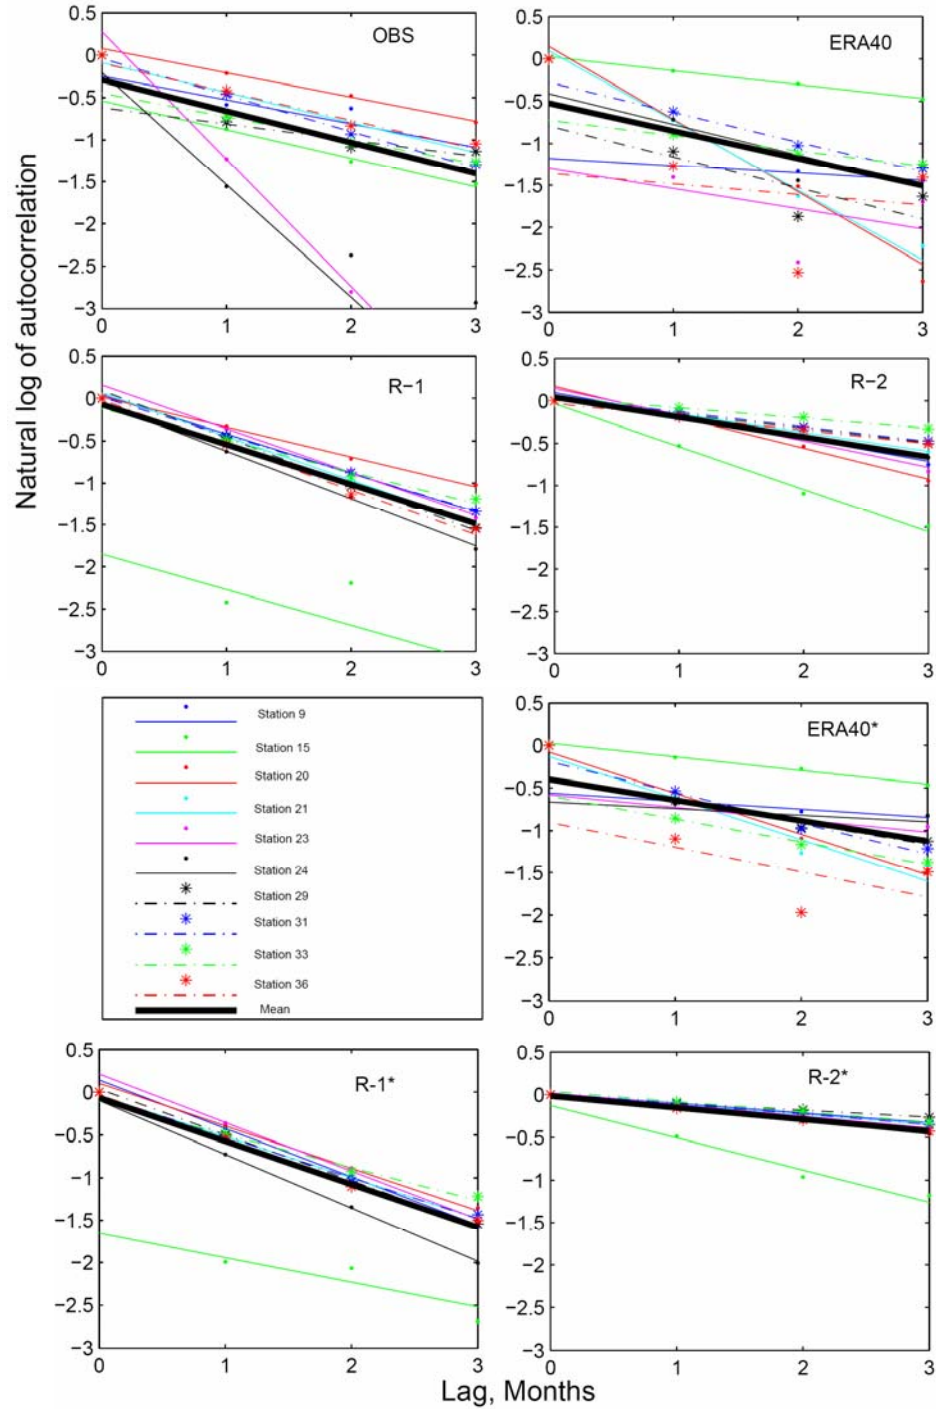 Natural log of autocorrelation
OBS
0.5
0
−0.5
−1
−1.5
−2
−2.5
−3
0 1 2 3
ERA40
0.5
0
−0.5
−1
−1.5
−2
−2.5
−3
0 1 2 3
R−1
0.5
0
−0.5
−1
−1.5
−2
−2.5
−3
0 1 2 3
R−2
0.5
0
−0.5
−1
−1.5
−2
−2.5
−3
0 1 2 3
Station 9
Station 15
Station 20
Station 21
Station 23
Station 24
Station 29
Station 31
Station 33
Station 36
Mean
ERA40*
0.5
0
−0.5
−1
−1.5
−2
−2.5
−3
0 1 2 3
R-1*
0.5
0
−0.5
−1
−1.5
−2
−2.5
−3
0 1 2 3
R-2*
0.5
0
−0.5
−1
−1.5
−2
−2.5
−3
0 1 2 3
Lag, Months